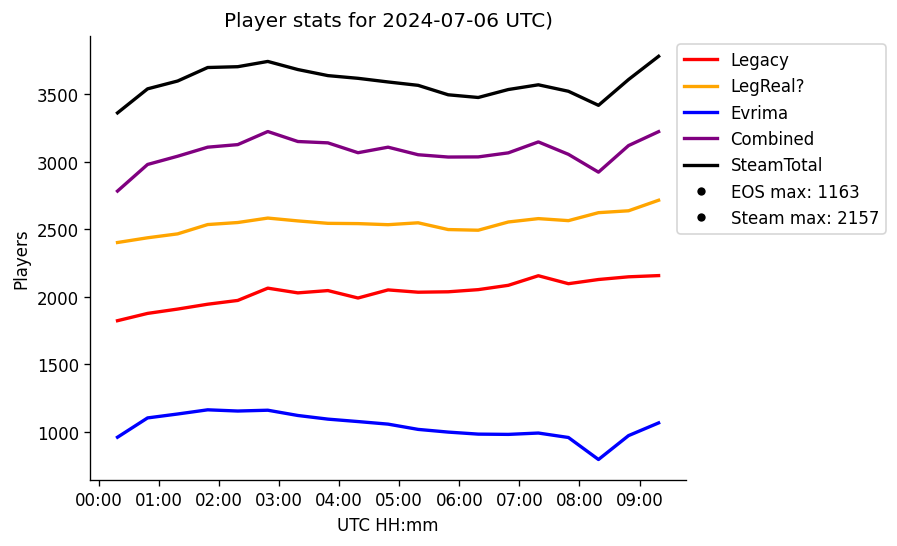 Player stats for 2024-07-06 UTC)
Legacy
LegReal?
Evrima
Combined
SteamTotal
EOS max: 1163
Steam max: 2157
Players
3500
3000
2500
2000
1500
1000
00:00 01:00 02:00 03:00 04:00 05:00 06:00 07:00 08:00 09:00
UTC HH:mm